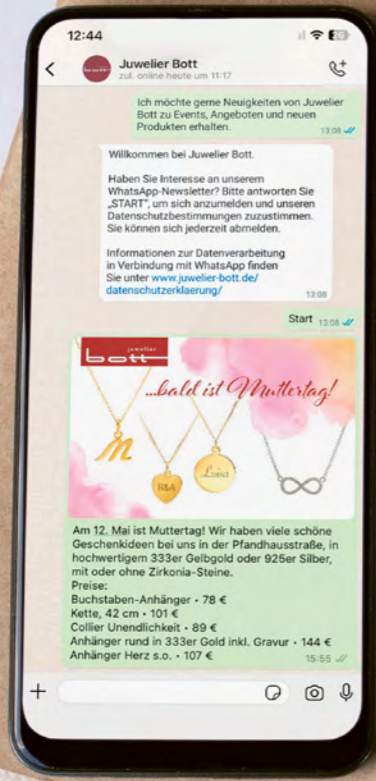 12:44
Juwelier Bott
zul. online heute um 11:17
Ich möchte gerne Neuigkeiten von Juwelier
Bott zu Events, Angeboten und neuen
Produkten erhalten.
13:08
Willkommen bei Juwelier Bott.
Haben Sie Interesse an unserem
WhatsApp-Newsletter? Bitte antworten Sie
„START", um sich anzumelden und unseren
Datenschutzbestimmungen zuzustimmen.
Sie können sich jederzeit abmelden.
Informationen zur Datenverarbeitung
in Verbindung mit WhatsApp finden
Sie unter www.juwelier-bott.de/
datenschutzerklaerung/
13:08
Start 13:08
juwelier
bott
...bald ist Muttertag!
m
R&A
Luisa
Am 12. Mai ist Muttertag! Wir haben viele schöne
Geschenkideen bei uns in der Pfandhausstraße, in
hochwertigem 333er Gelbgold oder 925er Silber,
mit oder ohne Zirkonia-Steine.
Preise:
Buchstaben-Anhänger • 78 €
Kette, 42 cm • 101 €
Collier Unendlichkeit • 89 €
Anhänger rund in 333er Gold inkl. Gravur • 144 €
Anhänger Herz s.o. • 107 €
15:55